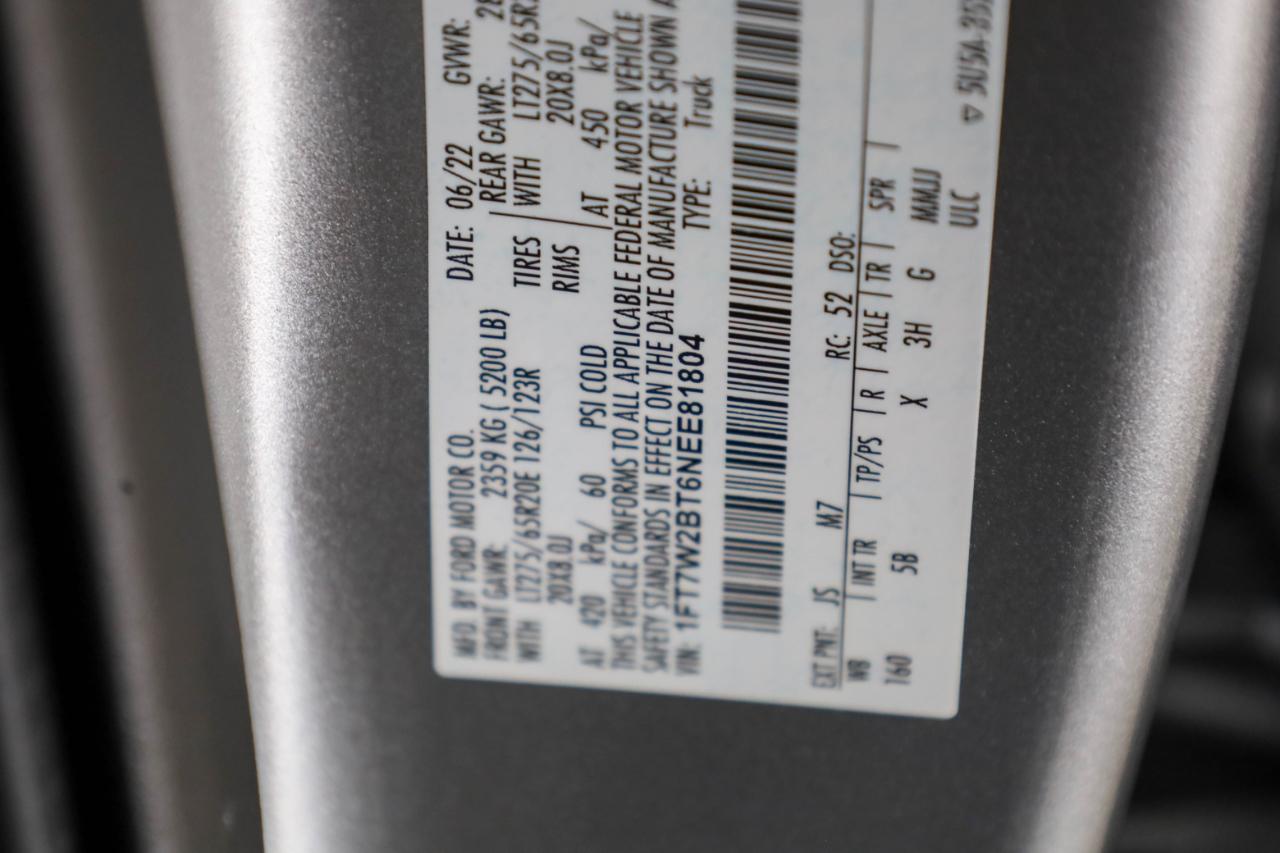 MFD. BY FORD MOTOR CO. DATE: 06/22 GVWR:
FRONT GAWR: 2359 KG ( 5200 LB) REAR GAWR:
WITH LT275/65R20E 126/123R TIRES WITH
20X8.0J RIMS 20X8.0J
AT 420 kPa/ 60 PSI COLD AT 450 kPa/
THIS VEHICLE CONFORMS TO ALL APPLICABLE FEDERAL MOTOR VEHICLE
SAFETY STANDARDS IN EFFECT ON THE DATE OF MANUFACTURE SHOWN
VIN: 1FT7W2BT6NEE81804 TYPE: Truck
EXT PNT: JS M7 RC: 52 DSO:
WB | INT TR | TP/PS | R | AXLE | TR | SPR |
160 5B X 3H G MMJJ
ULC